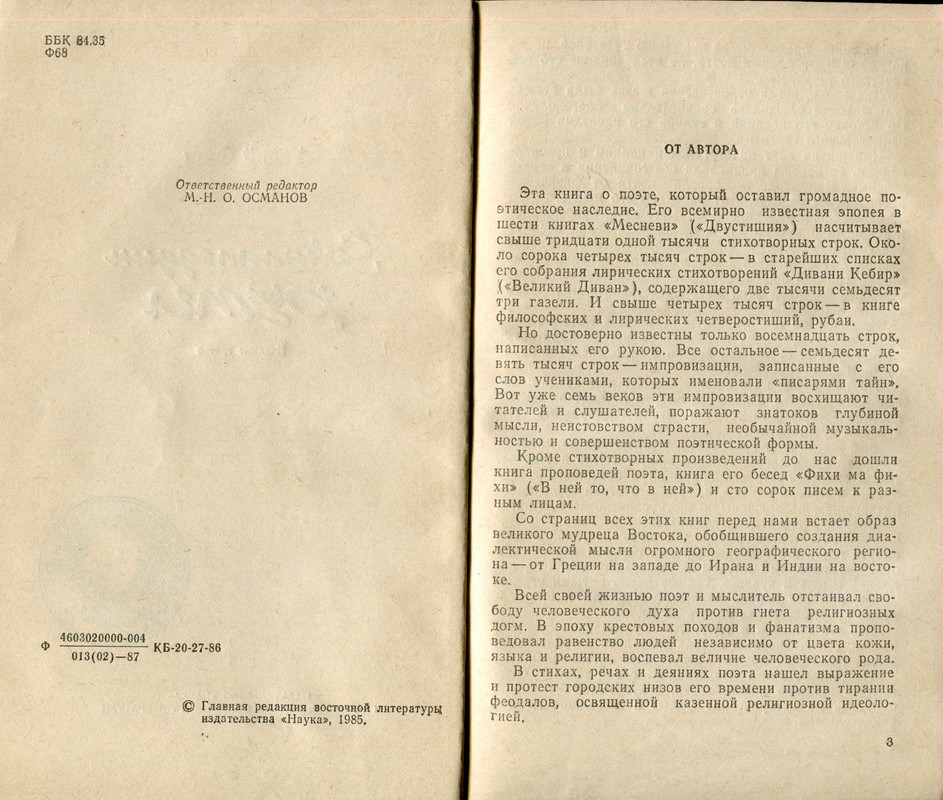 ББК 84.35
Ф68
Ответственный редактор
М.-Н. О. ОСМАНОВ
Ф 4603020000-004 КБ-20-27-86
013(02)—87
© Главная редакция восточной литературы
издательства «Наука», 1985.
ОТ АВТОРА
Эта книга о поэте, который оставил громадное по-
этическое наследие. Его всемирно известная эпопея в
шести книгах «Месневи» («Двустишия») насчитывает
свыше тридцати одной тысячи стихотворных строк. Око-
ло сорока четырех тысяч строк — в старейших списках
его собрания лирических стихотворений «Дивани Кебир»
(«Великий Диван»), содержащего две тысячи семьдесят
три газели. И свыше четырех тысяч строк — в книге
философских и лирических четверостиший, рубаи.
Но достоверно известны только восемнадцать строк,
написанных его рукою. Все остальное — семьдесят де-
вять тысяч строк — импровизации, записанные с его
слов учениками, которых именовали «писарями тайн».
Вот уже семь веков эти импровизации восхищают чи-
тателей и слушателей, поражают знатоков глубиной
мысли, неистовством страсти, необычайной музыкаль-
ностью и совершенством поэтической формы.
Кроме стихотворных произведений до нас дошли
книга проповедей поэта, книга его бесед «Фихи ма фи-
хи» («В ней то, что в ней») и сто сорок писем к раз-
ным лицам.
Со страниц всех этих книг перед нами встает образ
великого мудреца Востока, обобщившего создания диа-
лектической мысли огромного географического регио-
на — от Греции на западе до Ирана и Индии на восто-
ке.
Всей своей жизнью поэт и мыслитель отстаивал сво-
боду человеческого духа против гнета религиозных
догм. В эпоху крестовых походов и фанатизма пропо-
ведовал равенство людей независимо от цвета кожи,
языка и религии, воспевал величие человеческого рода.
В стихах, речах и деяниях поэта нашел выражение
и протест городских низов его времени против тирании
феодалов, освященной казенной религиозной идеоло-
гией.
3